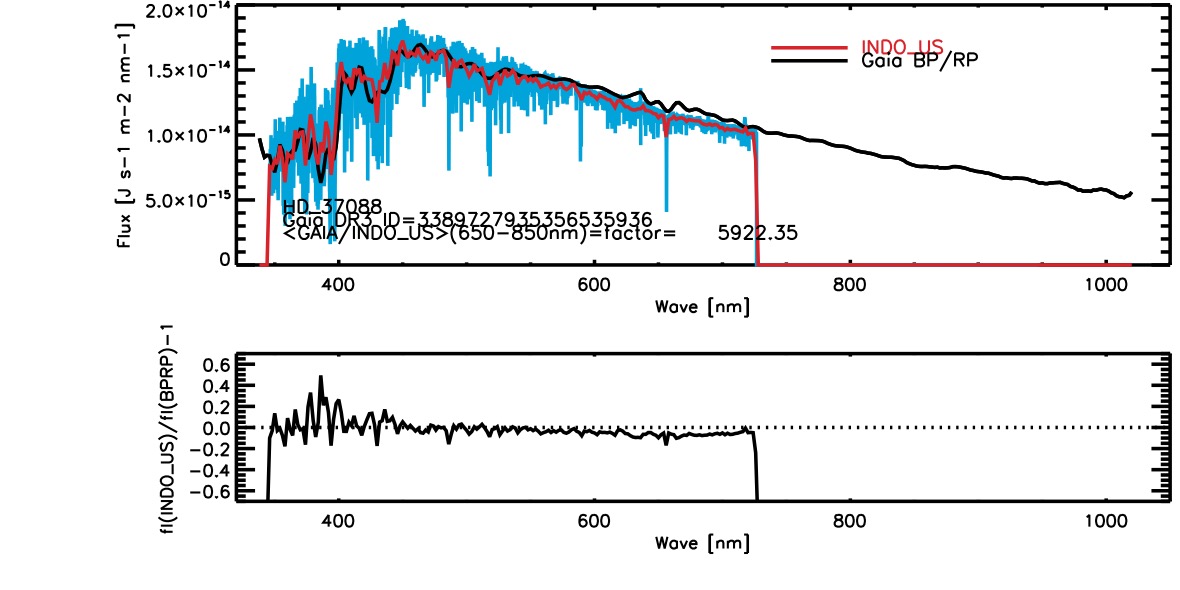 2.0×10−14
1.5×10−14
1.0×10−14
5.0×10−15
0
Flux [J s−1 m−2 nm−1]
INDO_US
Gaia BP/RP
HD_37088
Gaia DR3 ID=3389727935356535936
<GAIA/INDO_US>(650−850nm)=factor= 5922.35
400 600 800 1000
Wave [nm]
0.6
0.4
0.2
0.0
−0.2
−0.4
−0.6
fl(INDO_US)/fl(BPRP)−1
400 600 800 1000
Wave [nm]